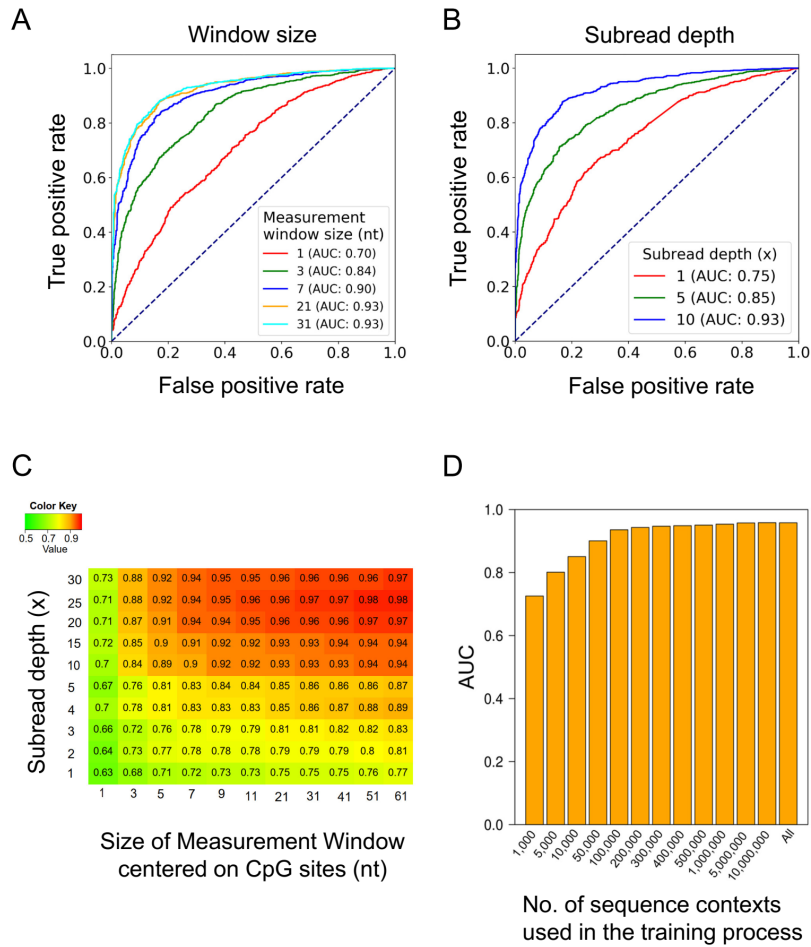 A
Window size
1.0
0.8
0.6
0.4
0.2
0.0
True positive rate
Measurement
window size (nt)
1 (AUC: 0.70)
3 (AUC: 0.84)
7 (AUC: 0.90)
21 (AUC: 0.93)
31 (AUC: 0.93)
0.0 0.2 0.4 0.6 0.8 1.0
False positive rate
B
Subread depth
1.0
0.8
0.6
0.4
0.2
0.0
True positive rate
Subread depth (x)
1 (AUC: 0.75)
5 (AUC: 0.85)
10 (AUC: 0.93)
0.0 0.2 0.4 0.6 0.8 1.0
False positive rate
C
Color Key
0.5 0.7 0.9
Value
Subread depth (x)
30 0.73 0.88 0.92 0.94 0.95 0.95 0.96 0.96 0.96 0.96 0.97
25 0.71 0.88 0.92 0.94 0.95 0.96 0.96 0.97 0.97 0.98 0.98
20 0.71 0.87 0.91 0.94 0.94 0.95 0.96 0.96 0.96 0.97 0.97
15 0.72 0.85 0.9 0.91 0.92 0.92 0.93 0.93 0.94 0.94 0.94
10 0.7 0.84 0.89 0.9 0.92 0.92 0.93 0.93 0.93 0.94 0.94
5 0.67 0.76 0.81 0.83 0.84 0.84 0.85 0.86 0.86 0.86 0.87
4 0.7 0.78 0.81 0.83 0.83 0.83 0.85 0.86 0.87 0.88 0.89
3 0.66 0.72 0.76 0.78 0.79 0.79 0.81 0.81 0.82 0.82 0.83
2 0.64 0.73 0.77 0.78 0.78 0.78 0.79 0.79 0.79 0.8 0.81
1 0.63 0.68 0.71 0.72 0.73 0.73 0.75 0.75 0.75 0.76 0.77
1 3 5 7 9 11 21 31 41 51 61
Size of Measurement Window
centered on CpG sites (nt)
D
1.0
0.8
0.6
0.4
0.2
0.0
AUC
1,000
5,000
10,000
50,000
100,000
200,000
300,000
400,000
500,000
1,000,000
5,000,000
10,000,000
All
No. of sequence contexts
used in the training process